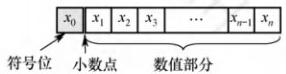 x₀ x₁ x₂ x₃ … xₙ₋₁ xₙ
符号位 小数点 数值部分